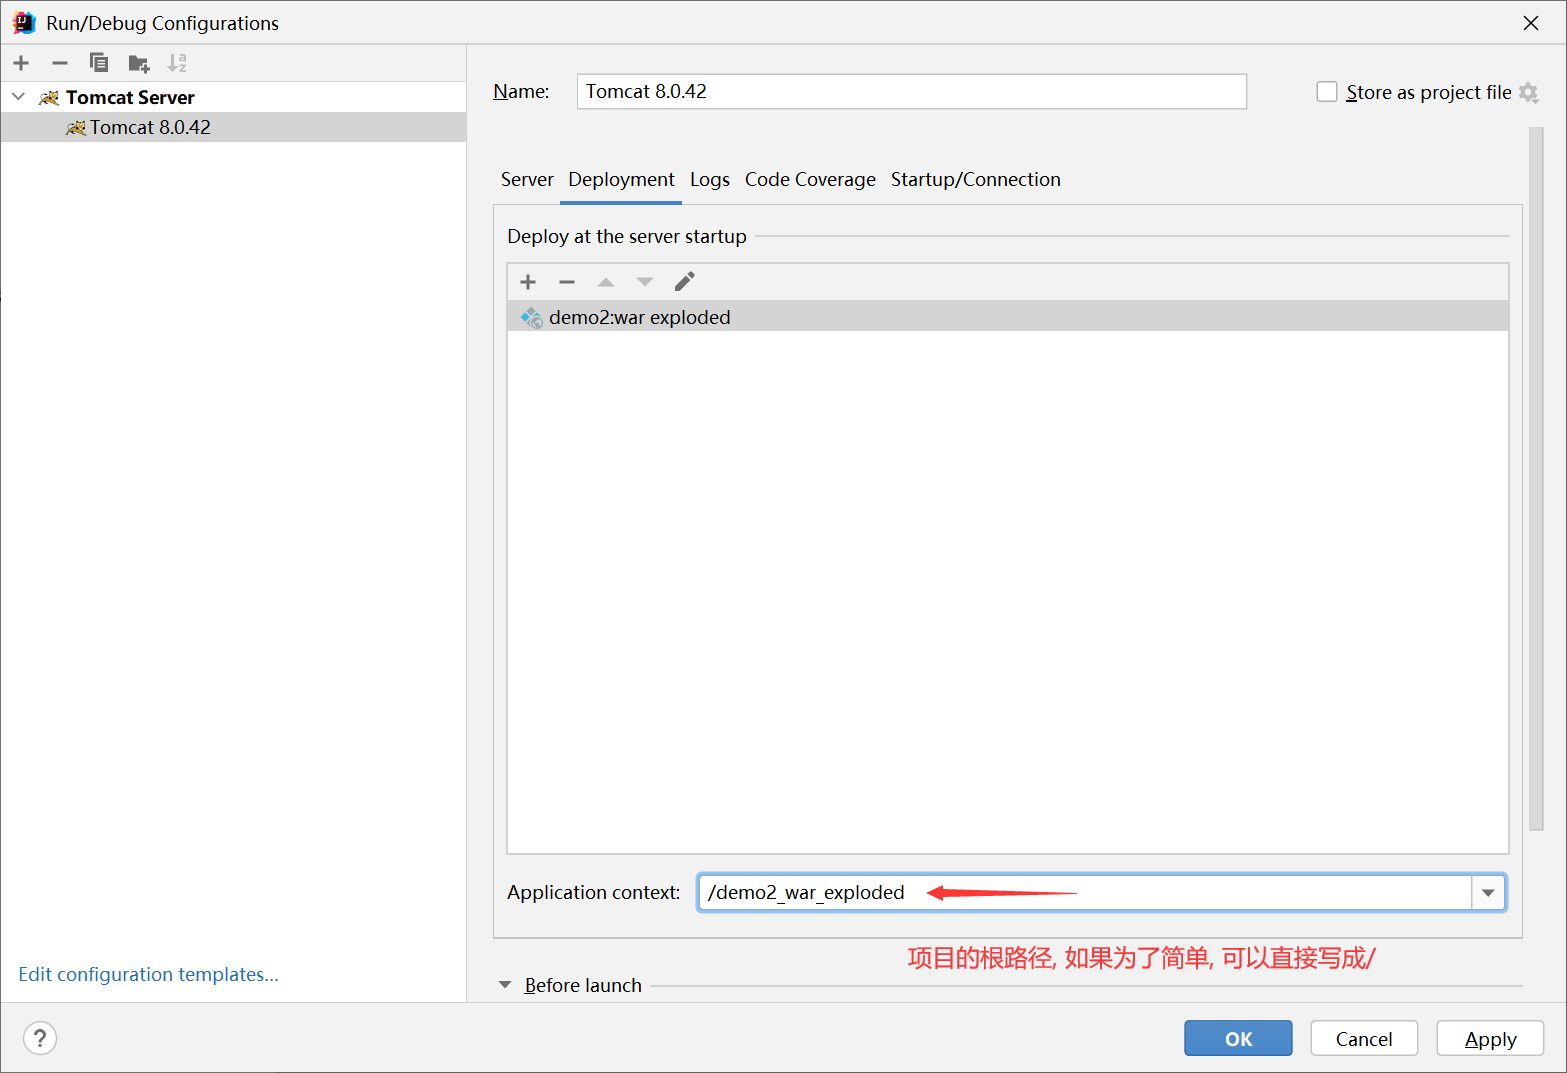 Run/Debug Configurations
Tomcat Server
Tomcat 8.0.42
Name: Tomcat 8.0.42 Store as project file
Server Deployment Logs Code Coverage Startup/Connection
Deploy at the server startup
demo2:war exploded
Application context: /demo2_war_exploded
项目的根路径, 如果为了简单, 可以直接写成/
Edit configuration templates...
Before launch
? OK Cancel Apply